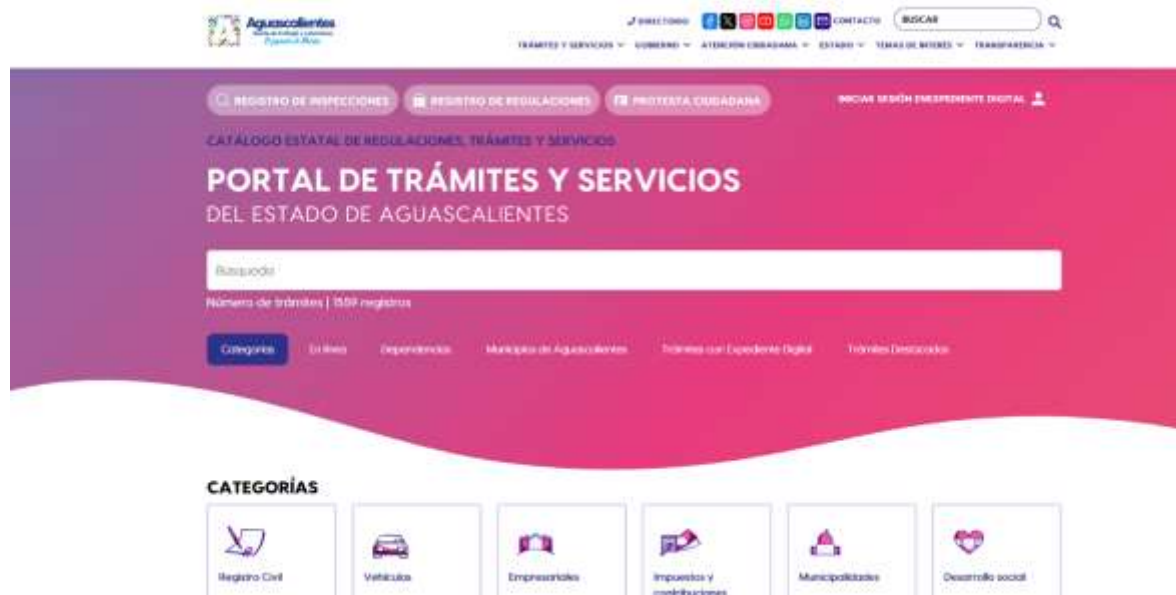 Aguascalientes
DIRECTORIO
CONTACTO
BUSCAR
TRÁMITES Y SERVICIOS
GOBIERNO
ATENCIÓN CIUDADANA
ESTADO
TEMAS DE INTERÉS
TRANSPARENCIA
REGISTRO DE INSPECCIONES
REGISTRO DE REGULACIONES
PROTESTA CIUDADANA
INICIAR SESIÓN EN EXPEDIENTE DIGITAL
CATÁLOGO ESTATAL DE REGULACIONES, TRÁMITES Y SERVICIOS
PORTAL DE TRÁMITES Y SERVICIOS
DEL ESTADO DE AGUASCALIENTES
Búsqueda
Número de trámites | 1559 registros
Categorías
En línea
Dependencias
Municipios de Aguascalientes
Trámites con Expediente Digital
Trámites Destacados
CATEGORÍAS
Registro Civil
Vehículos
Empresariales
Impuestos y
contribuciones
Municipalidades
Desarrollo social